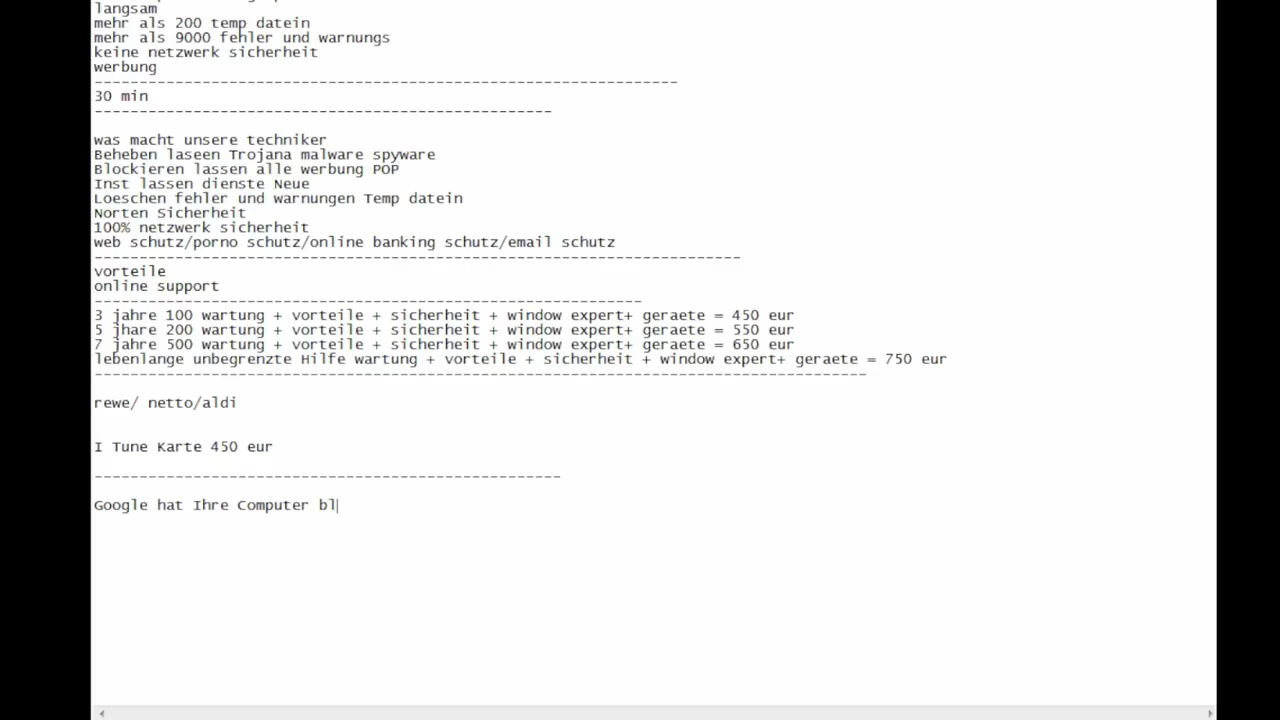 langsam
mehr als 200 temp datein
mehr als 9000 fehler und warnungs
keine netzwerk sicherheit
werbung
-----------------------------------------------------------------
30 min
---------------------------------------------------
was macht unsere techniker
Beheben laseen Trojana malware spyware
Blockieren lassen alle werbung POP
Inst lassen dienste Neue
Loeschen fehler und warnungen Temp datein
Norten Sicherheit
100% netzwerk sicherheit
web schutz/porno schutz/online banking schutz/email schutz
------------------------------------------------------------------------
vorteile
online support
-------------------------------------------------------------
3 jahre 100 wartung + vorteile + sicherheit + window expert+ geraete = 450 eur
5 jhare 200 wartung + vorteile + sicherheit + window expert+ geraete = 550 eur
7 jahre 500 wartung + vorteile + sicherheit + window expert+ geraete = 650 eur
lebenlange unbegrenzte Hilfe wartung + vorteile + sicherheit + window expert+ geraete = 750 eur
--------------------------------------------------------------------------------------
rewe/ netto/aldi
I Tune Karte 450 eur
----------------------------------------------------
Google hat Ihre Computer bl